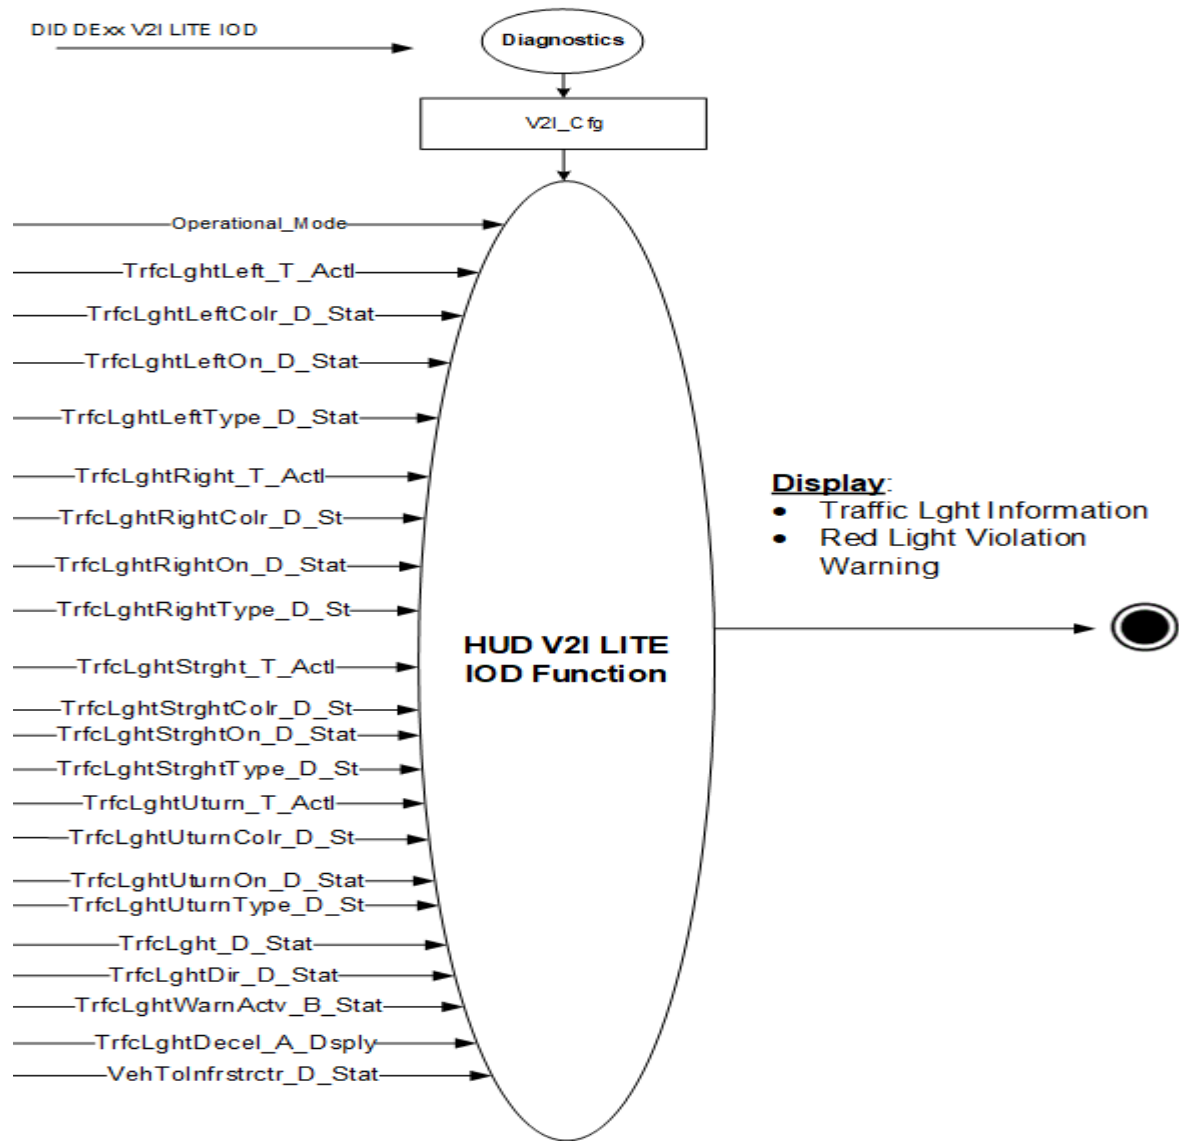 DID DExx V2I LITE IOD
Diagnostics
V2I_Cfg
Operational_Mode
TrfcLghtLeft_T_Actl
TrfcLghtLeftColr_D_Stat
TrfcLghtLeftOn_D_Stat
TrfcLghtLeftType_D_Stat
TrfcLghtRight_T_Actl
TrfcLghtRightColr_D_St
TrfcLghtRightOn_D_Stat
TrfcLghtRightType_D_St
TrfcLghtStrght_T_Actl
TrfcLghtStrghtColr_D_St
TrfcLghtStrghtOn_D_Stat
TrfcLghtStrghtType_D_St
TrfcLghtUturn_T_Actl
TrfcLghtUturnColr_D_St
TrfcLghtUturnOn_D_Stat
TrfcLghtUturnType_D_St
TrfcLght_D_Stat
TrfcLghtDir_D_Stat
TrfcLghtWarnActv_B_Stat
TrfcLghtDecel_A_Dsply
VehToInfrstrctr_D_Stat
HUD V2I LITE
IOD Function
Display:
• Traffic Lght Information
• Red Light Violation
Warning